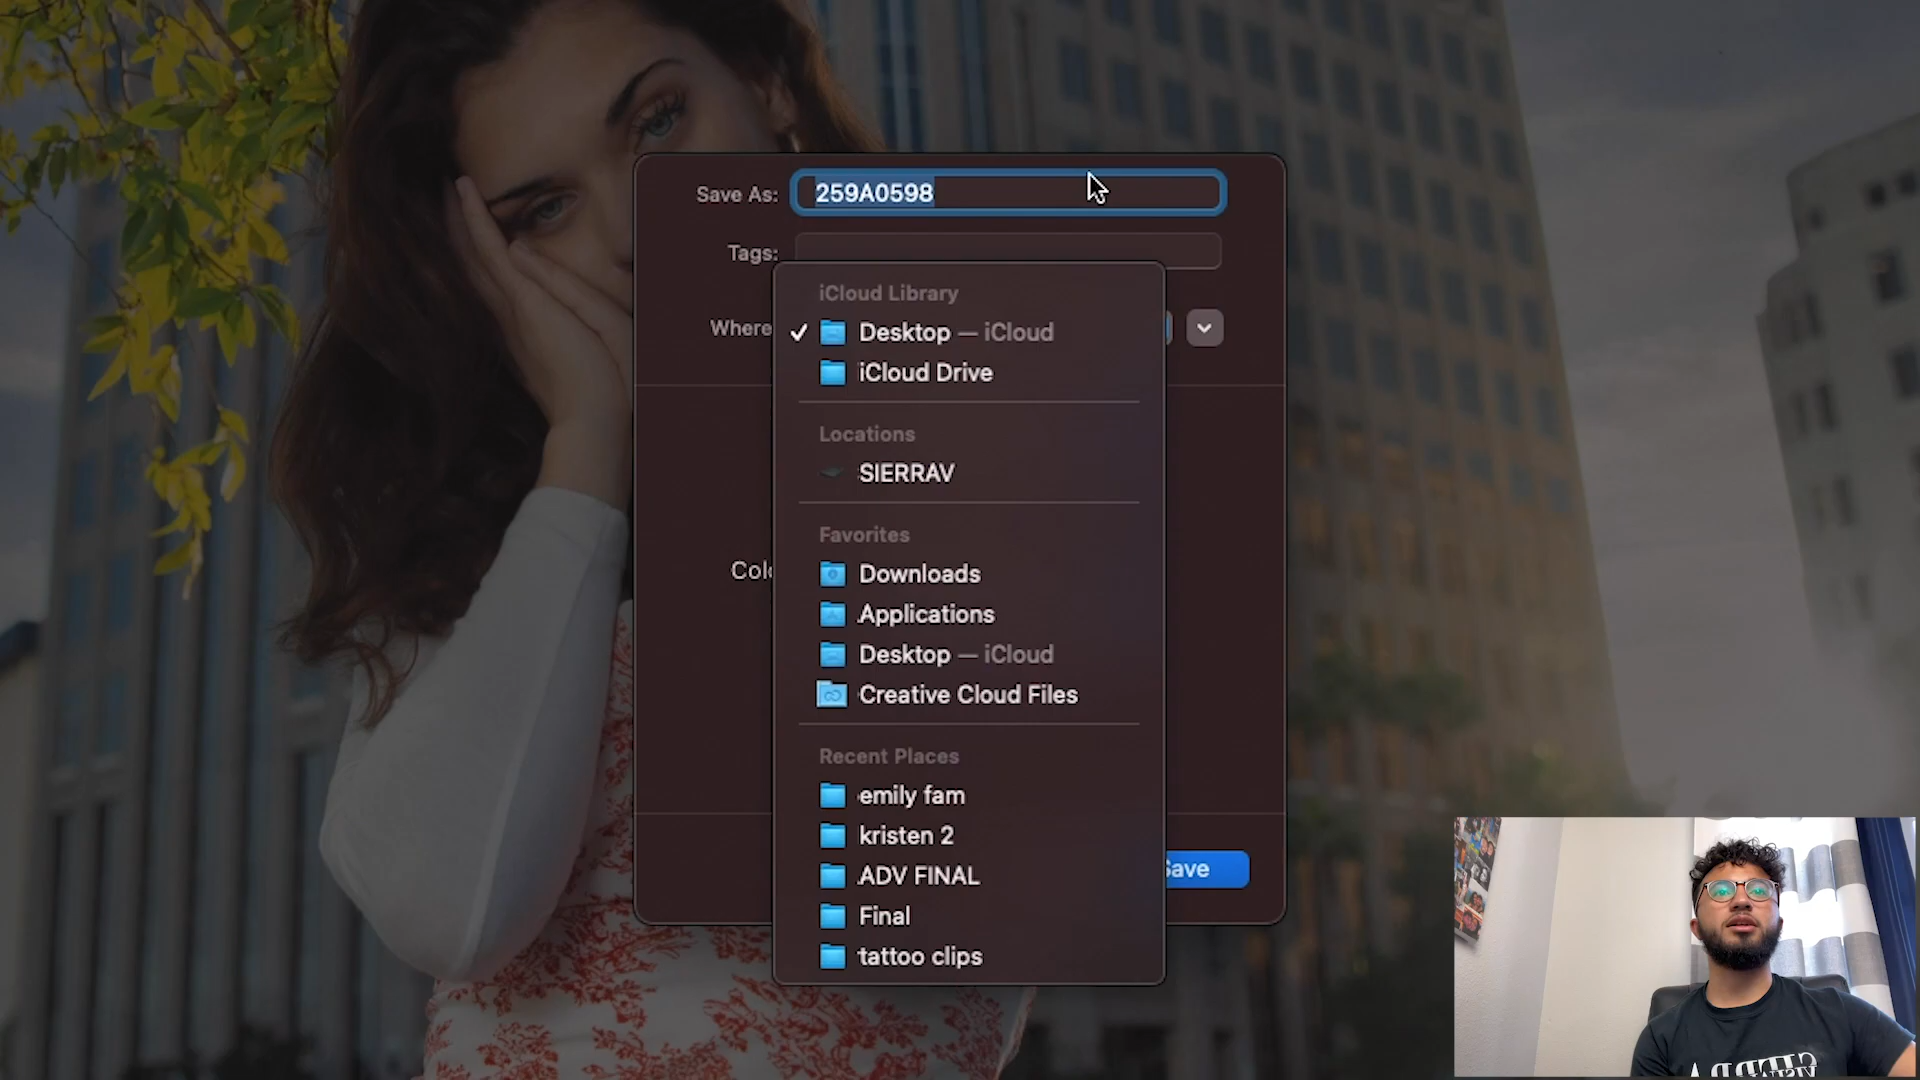 Save As: 259A0598
Tags:
Where
iCloud Library
Desktop — iCloud
iCloud Drive
Locations
SIERRAV
Favorites
Downloads
Applications
Desktop — iCloud
Creative Cloud Files
Recent Places
emily fam
kristen 2
ADV FINAL
Final
tattoo clips
Save